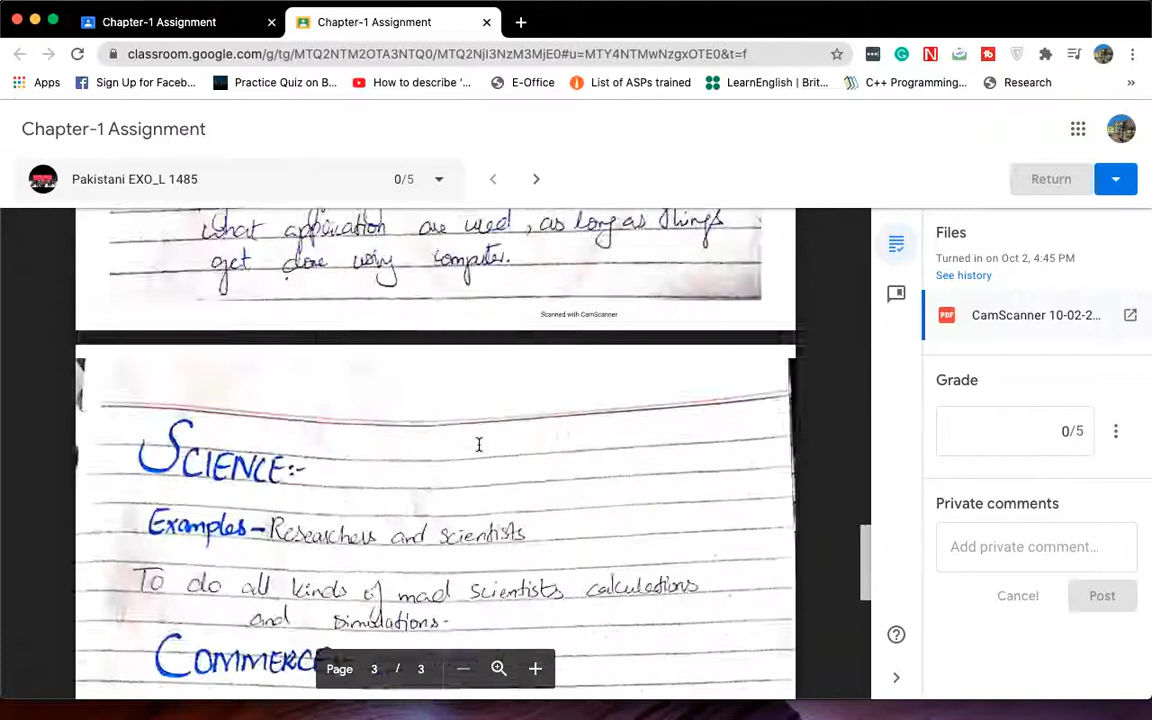 Chapter-1 Assignment
Chapter-1 Assignment
classroom.google.com/g/tg/MTQ2NTM2OTA3NTQ0/MTQ2NjI3NzM3MjE0#u=MTY4NTMwNzgxOTE0&t=f
Apps Sign Up for Faceb... Practice Quiz on B... How to describe '... E-Office List of ASPs trained LearnEnglish | Brit... C++ Programming... Research »
Chapter-1 Assignment
Pakistani EXO_L 1485 0/5 Return
what application are used, as long as things
get done using computer.
Scanned with CamScanner
SCIENCE:-
Examples - Researchers and scientists
To do all kinds of mad scientists calculations
and simulations.
COMMERCE
Page 3 / 3
Files
Turned in on Oct 2, 4:45 PM
See history
PDF CamScanner 10-02-2...
Grade
0/5
Private comments
Add private comment...
Cancel Post